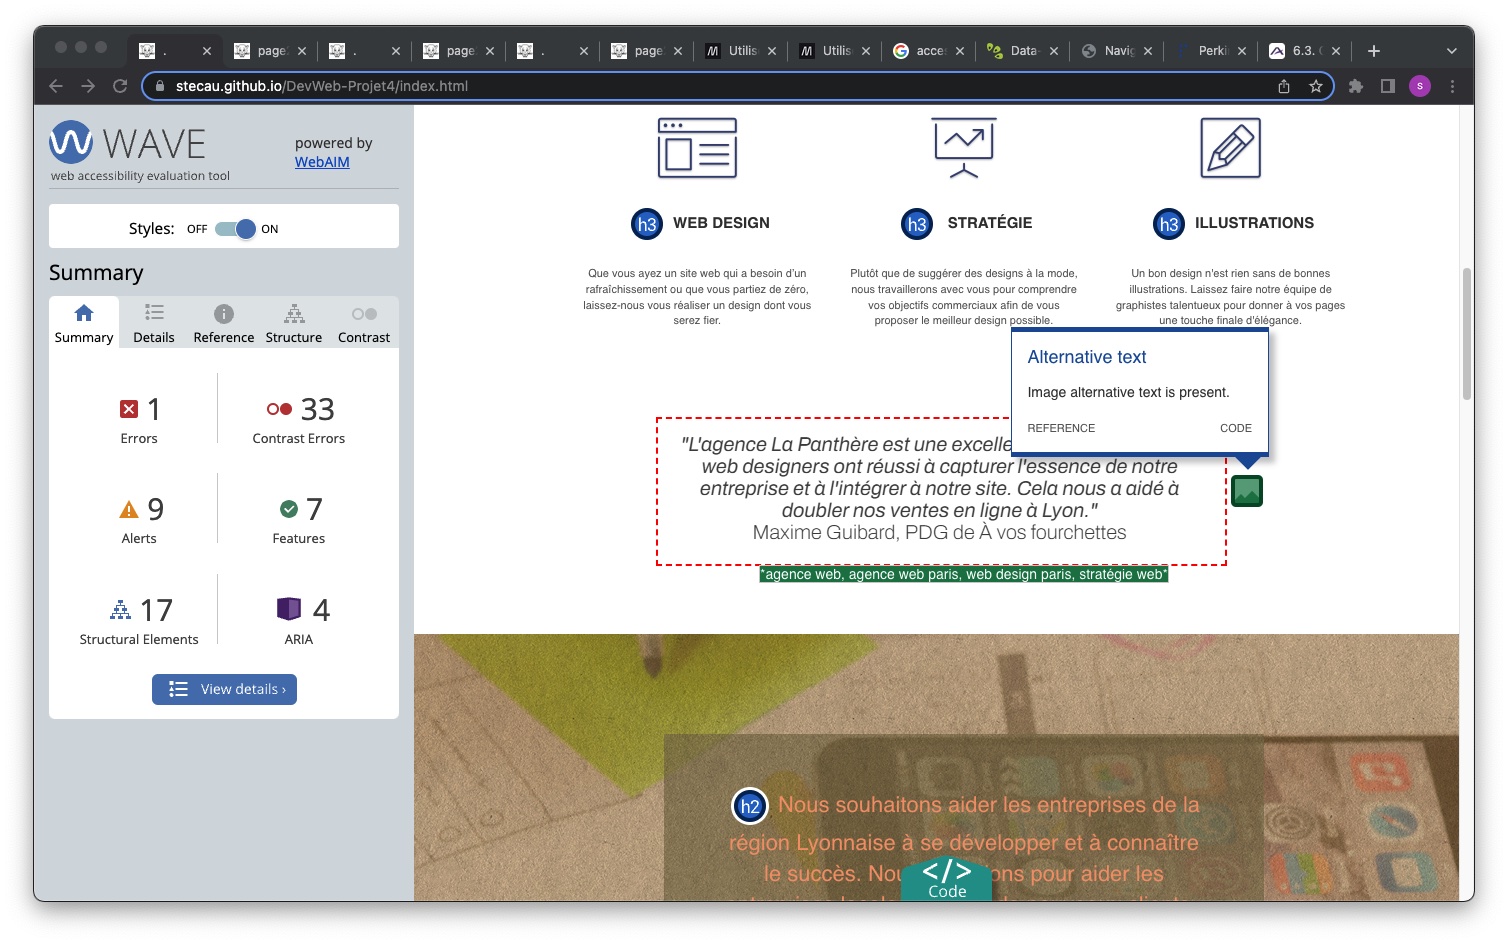 .
page
.
page
.
page
Utilis
Utilis
acce
Data-
Navig
Perki
6.3.
stecau.github.io/DevWeb-Projet4/index.html
s
WAVE
powered by
WebAIM
web accessibility evaluation tool
Styles: OFF ON
Summary
Summary Details Reference Structure Contrast
1
Errors
33
Contrast Errors
9
Alerts
7
Features
17
Structural Elements
4
ARIA
View details ›
h3 WEB DESIGN
Que vous ayez un site web qui a besoin d'un
rafraîchissement ou que vous partiez de zéro,
laissez-nous vous réaliser un design dont vous
serez fier.
h3 STRATÉGIE
Plutôt que de suggérer des designs à la mode,
nous travaillerons avec vous pour comprendre
vos objectifs commerciaux afin de vous
proposer le meilleur design possible.
h3 ILLUSTRATIONS
Un bon design n'est rien sans de bonnes
illustrations. Laissez faire notre équipe de
graphistes talentueux pour donner à vos pages
une touche finale d'élégance.
Alternative text
Image alternative text is present.
REFERENCE CODE
"L'agence La Panthère est une excelle
web designers ont réussi à capturer l'essence de notre
entreprise et à l'intégrer à notre site. Cela nous a aidé à
doubler nos ventes en ligne à Lyon."
Maxime Guibard, PDG de À vos fourchettes
*agence web, agence web paris, web design paris, stratégie web*
h2 Nous souhaitons aider les entreprises de la
région Lyonnaise à se développer et à connaître
le succès. Nou ons pour aider les
</> Code